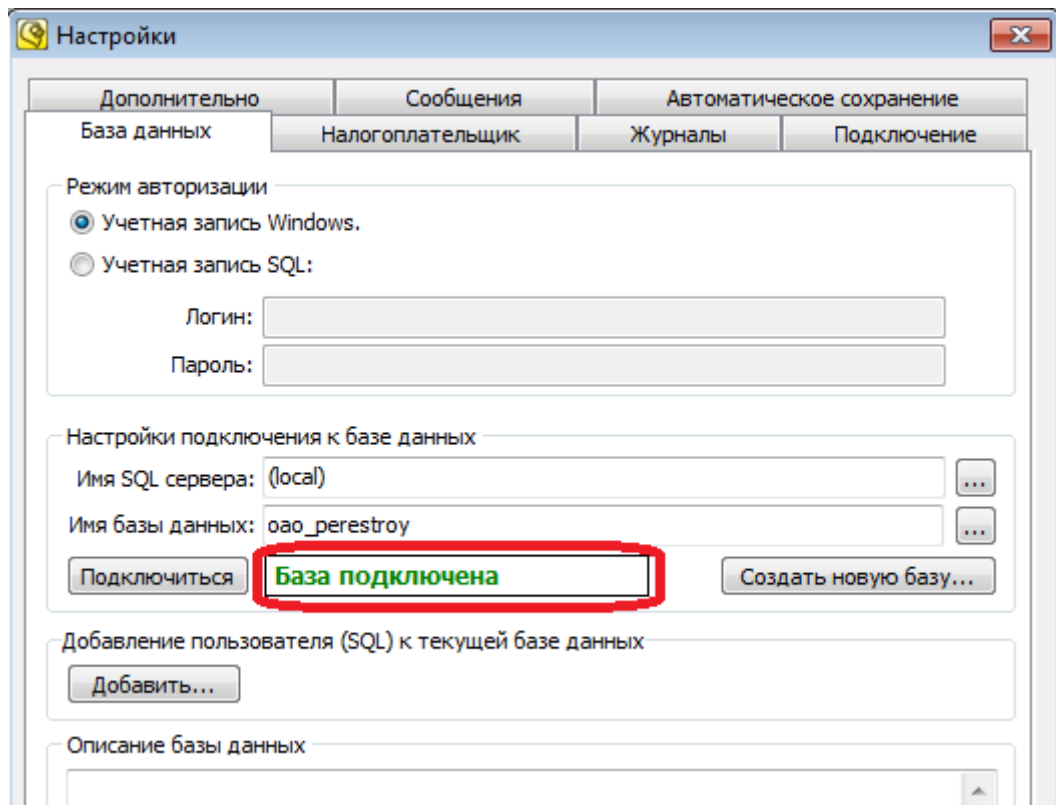 Настройки
Дополнительно Сообщения Автоматическое сохранение
База данных Налогоплательщик Журналы Подключение
Режим авторизации
Учетная запись Windows.
Учетная запись SQL:
Логин:
Пароль:
Настройки подключения к базе данных
Имя SQL сервера: (local) ...
Имя базы данных: oao_perestroy ...
Подключиться База подключена Создать новую базу...
Добавление пользователя (SQL) к текущей базе данных
Добавить...
Описание базы данных